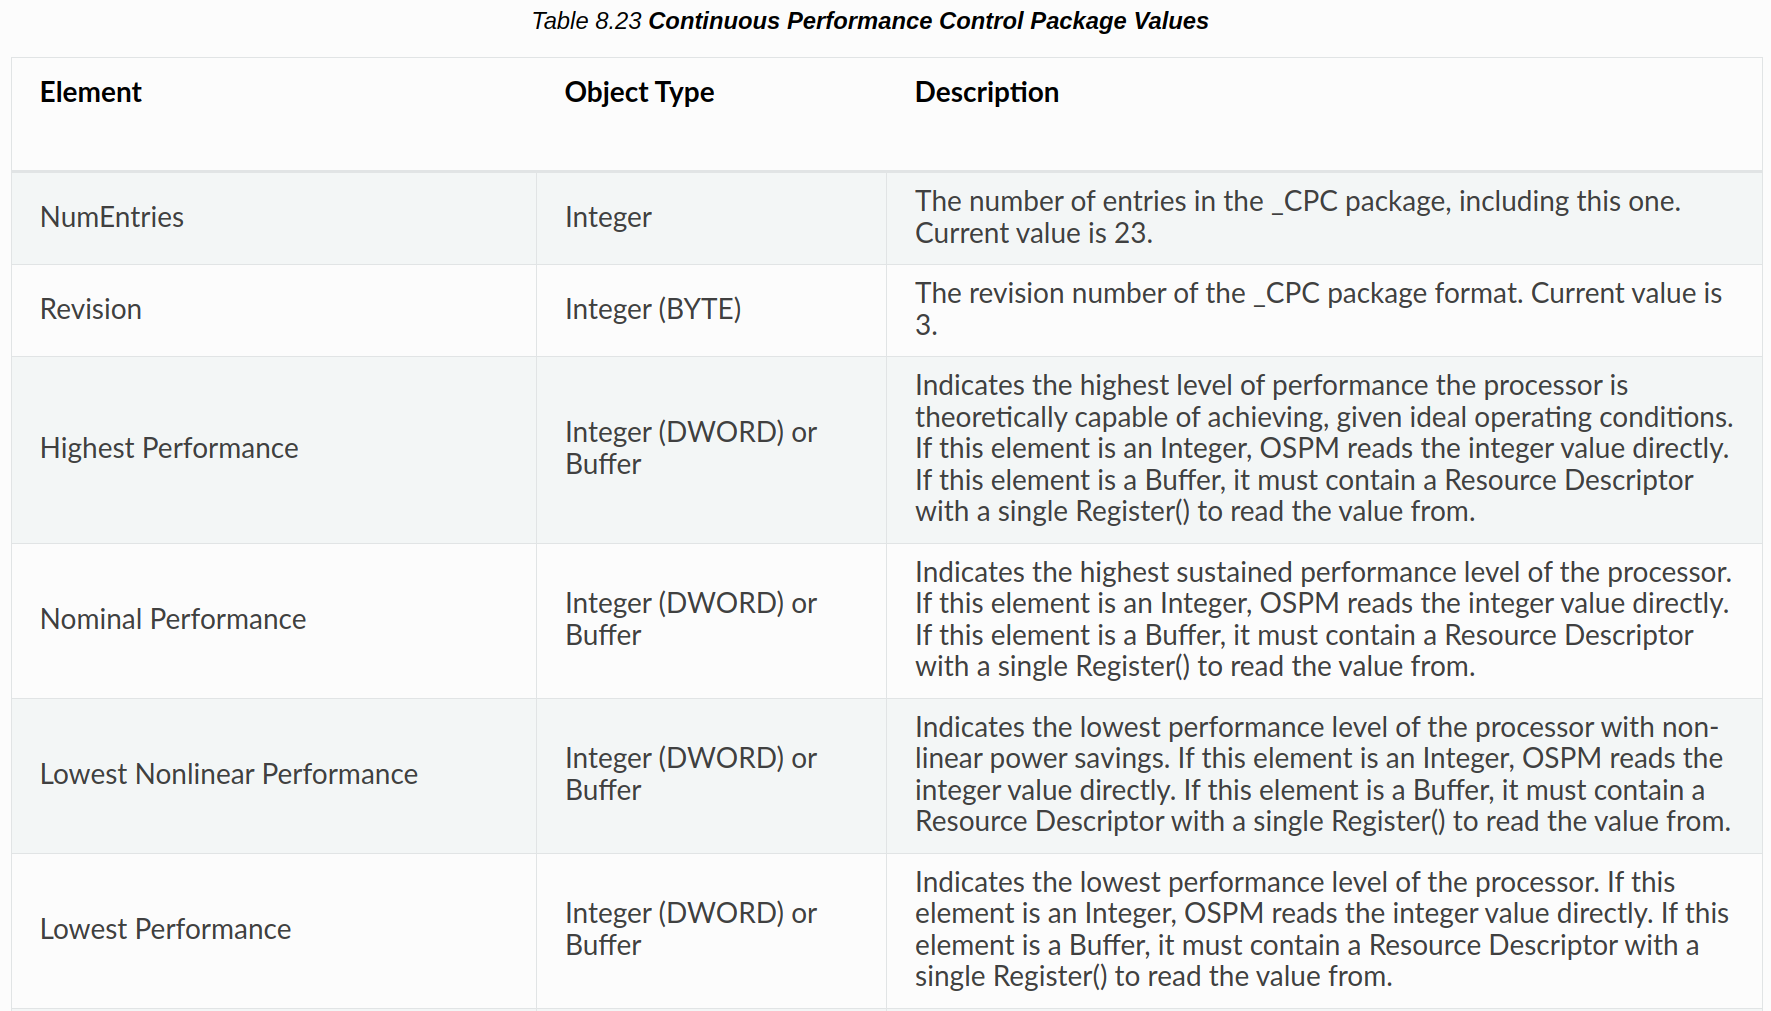 Table 8.23 Continuous Performance Control Package Values
Element
Object Type
Description
NumEntries
Integer
The number of entries in the _CPC package, including this one.
Current value is 23.
Revision
Integer (BYTE)
The revision number of the _CPC package format. Current value is
3.
Highest Performance
Integer (DWORD) or
Buffer
Indicates the highest level of performance the processor is
theoretically capable of achieving, given ideal operating conditions.
If this element is an Integer, OSPM reads the integer value directly.
If this element is a Buffer, it must contain a Resource Descriptor
with a single Register() to read the value from.
Nominal Performance
Integer (DWORD) or
Buffer
Indicates the highest sustained performance level of the processor.
If this element is an Integer, OSPM reads the integer value directly.
If this element is a Buffer, it must contain a Resource Descriptor
with a single Register() to read the value from.
Lowest Nonlinear Performance
Integer (DWORD) or
Buffer
Indicates the lowest performance level of the processor with non-
linear power savings. If this element is an Integer, OSPM reads the
integer value directly. If this element is a Buffer, it must contain a
Resource Descriptor with a single Register() to read the value from.
Lowest Performance
Integer (DWORD) or
Buffer
Indicates the lowest performance level of the processor. If this
element is an Integer, OSPM reads the integer value directly. If this
element is a Buffer, it must contain a Resource Descriptor with a
single Register() to read the value from.